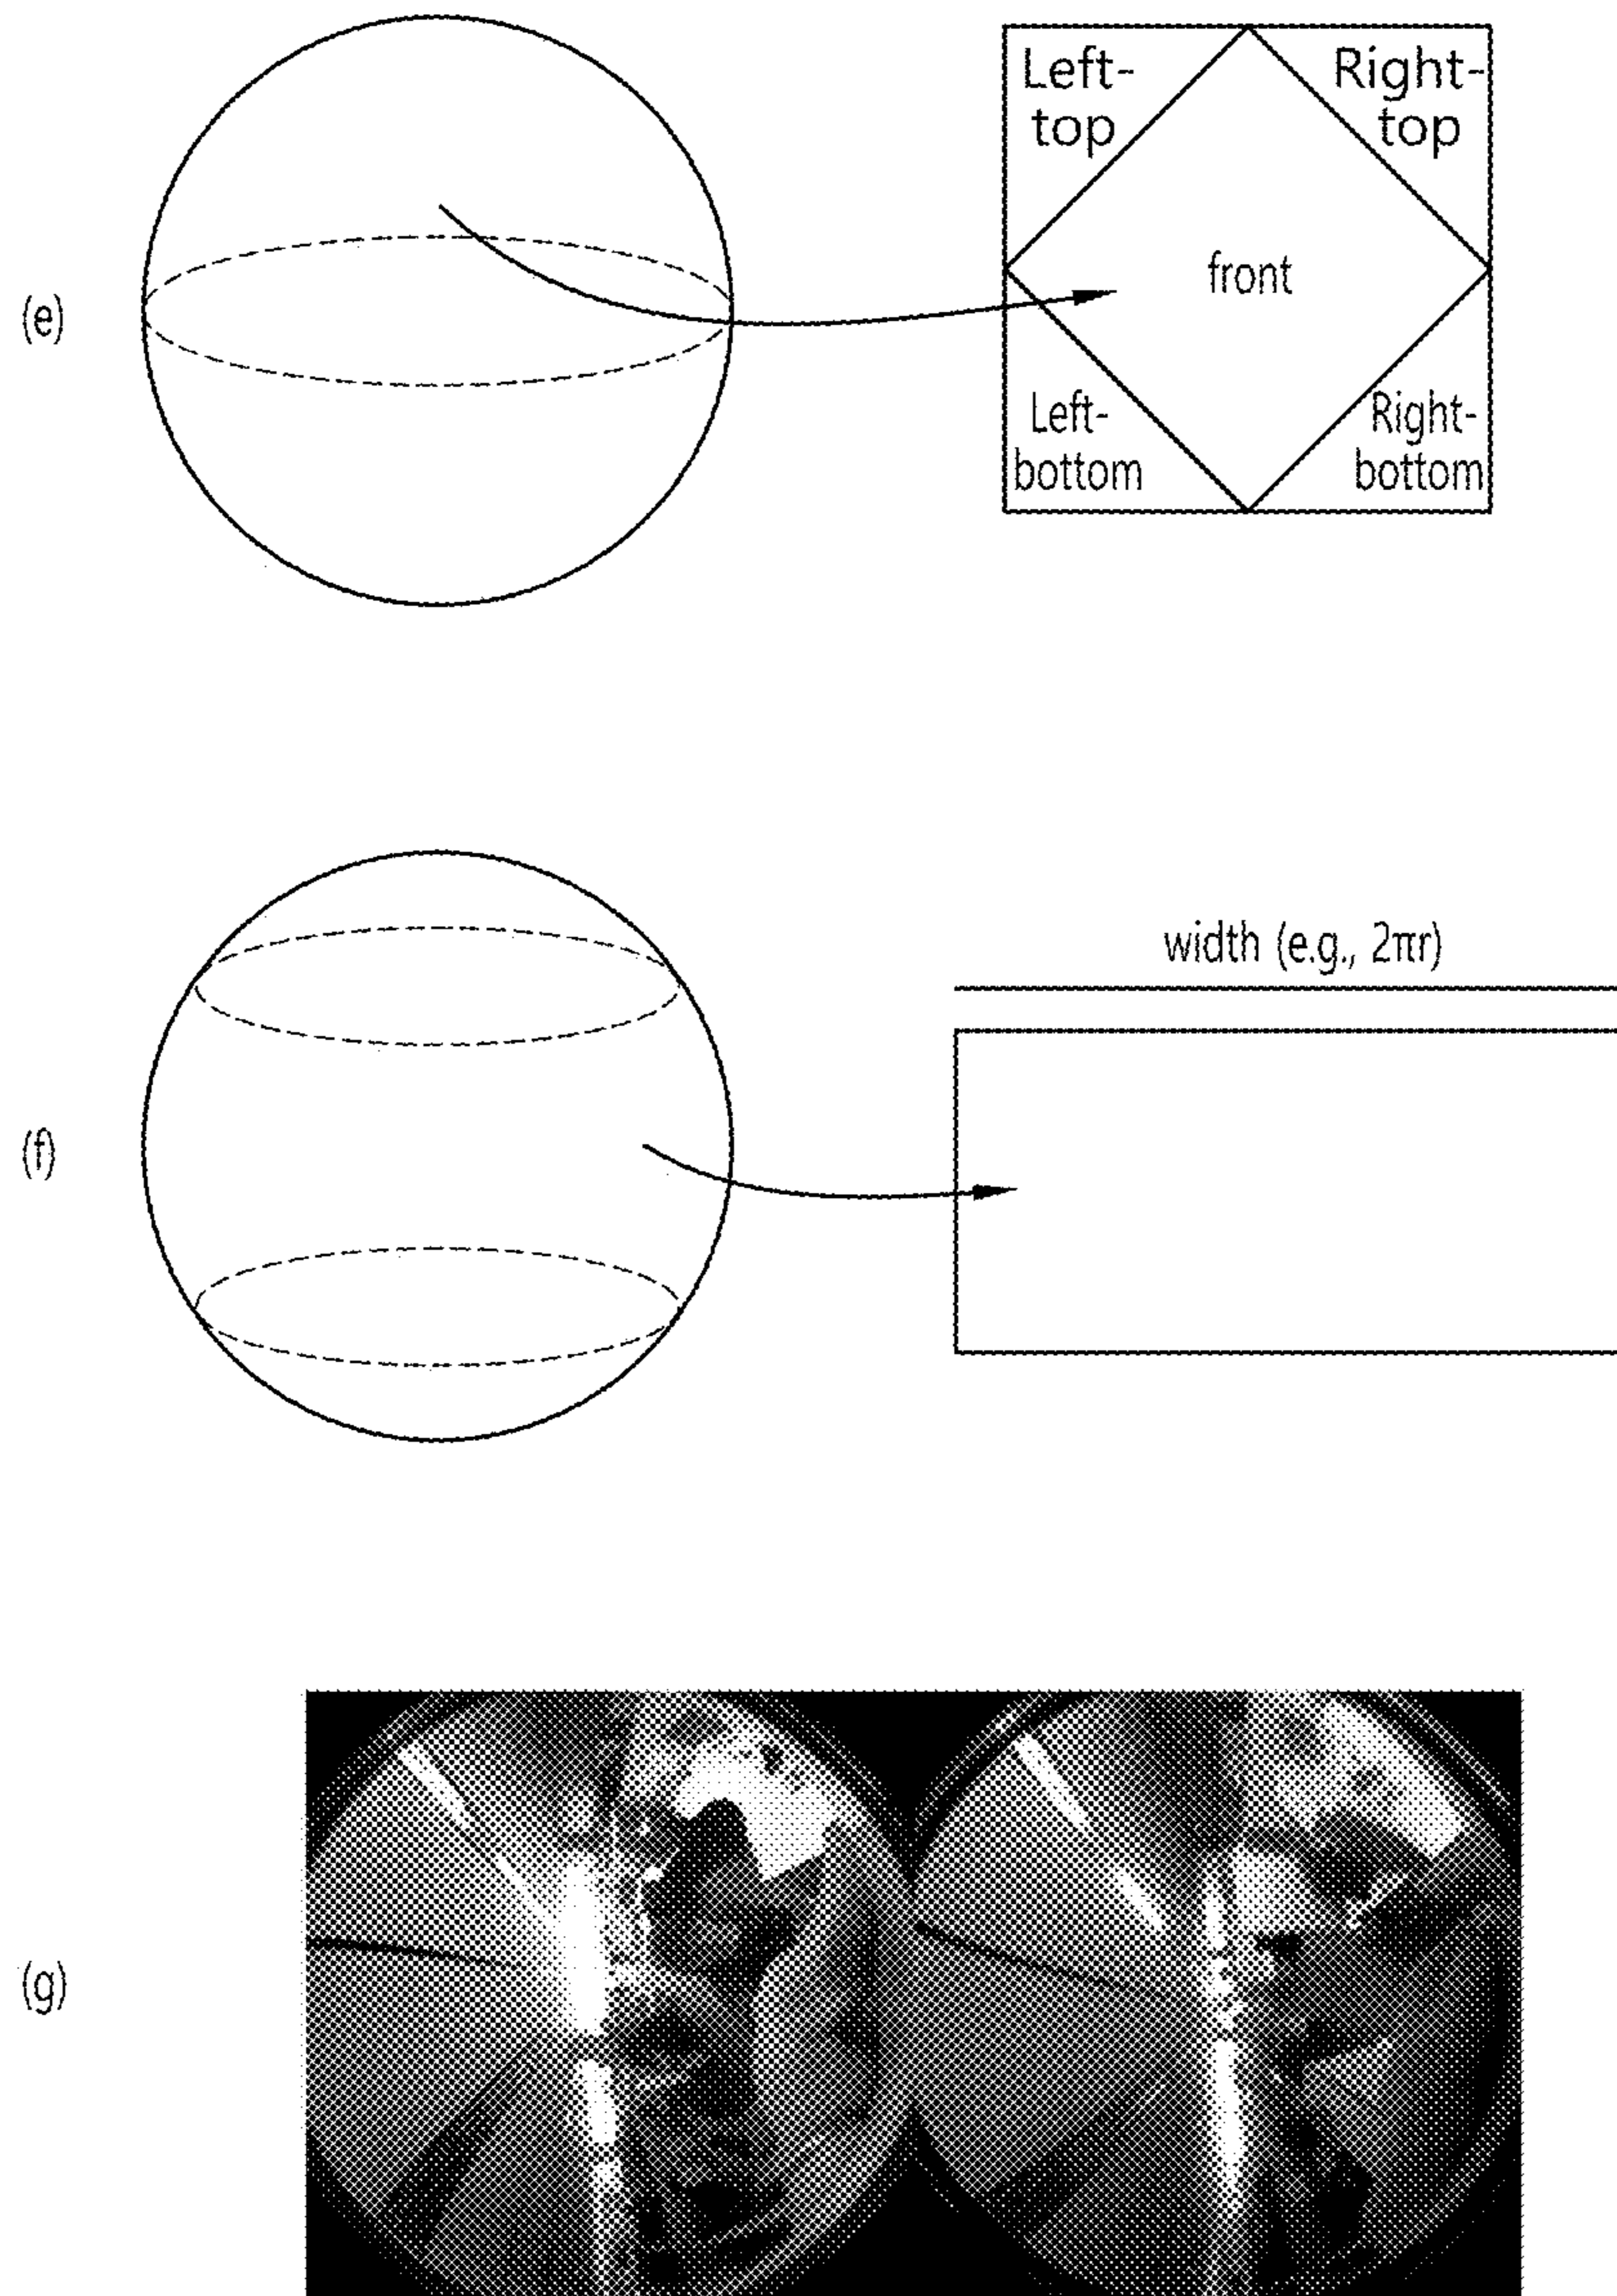 Left-
top
Right-
top
front
(e)
Left-
bottom
Right-
bottom
width (e.g., 2πr)
(f)
(g)